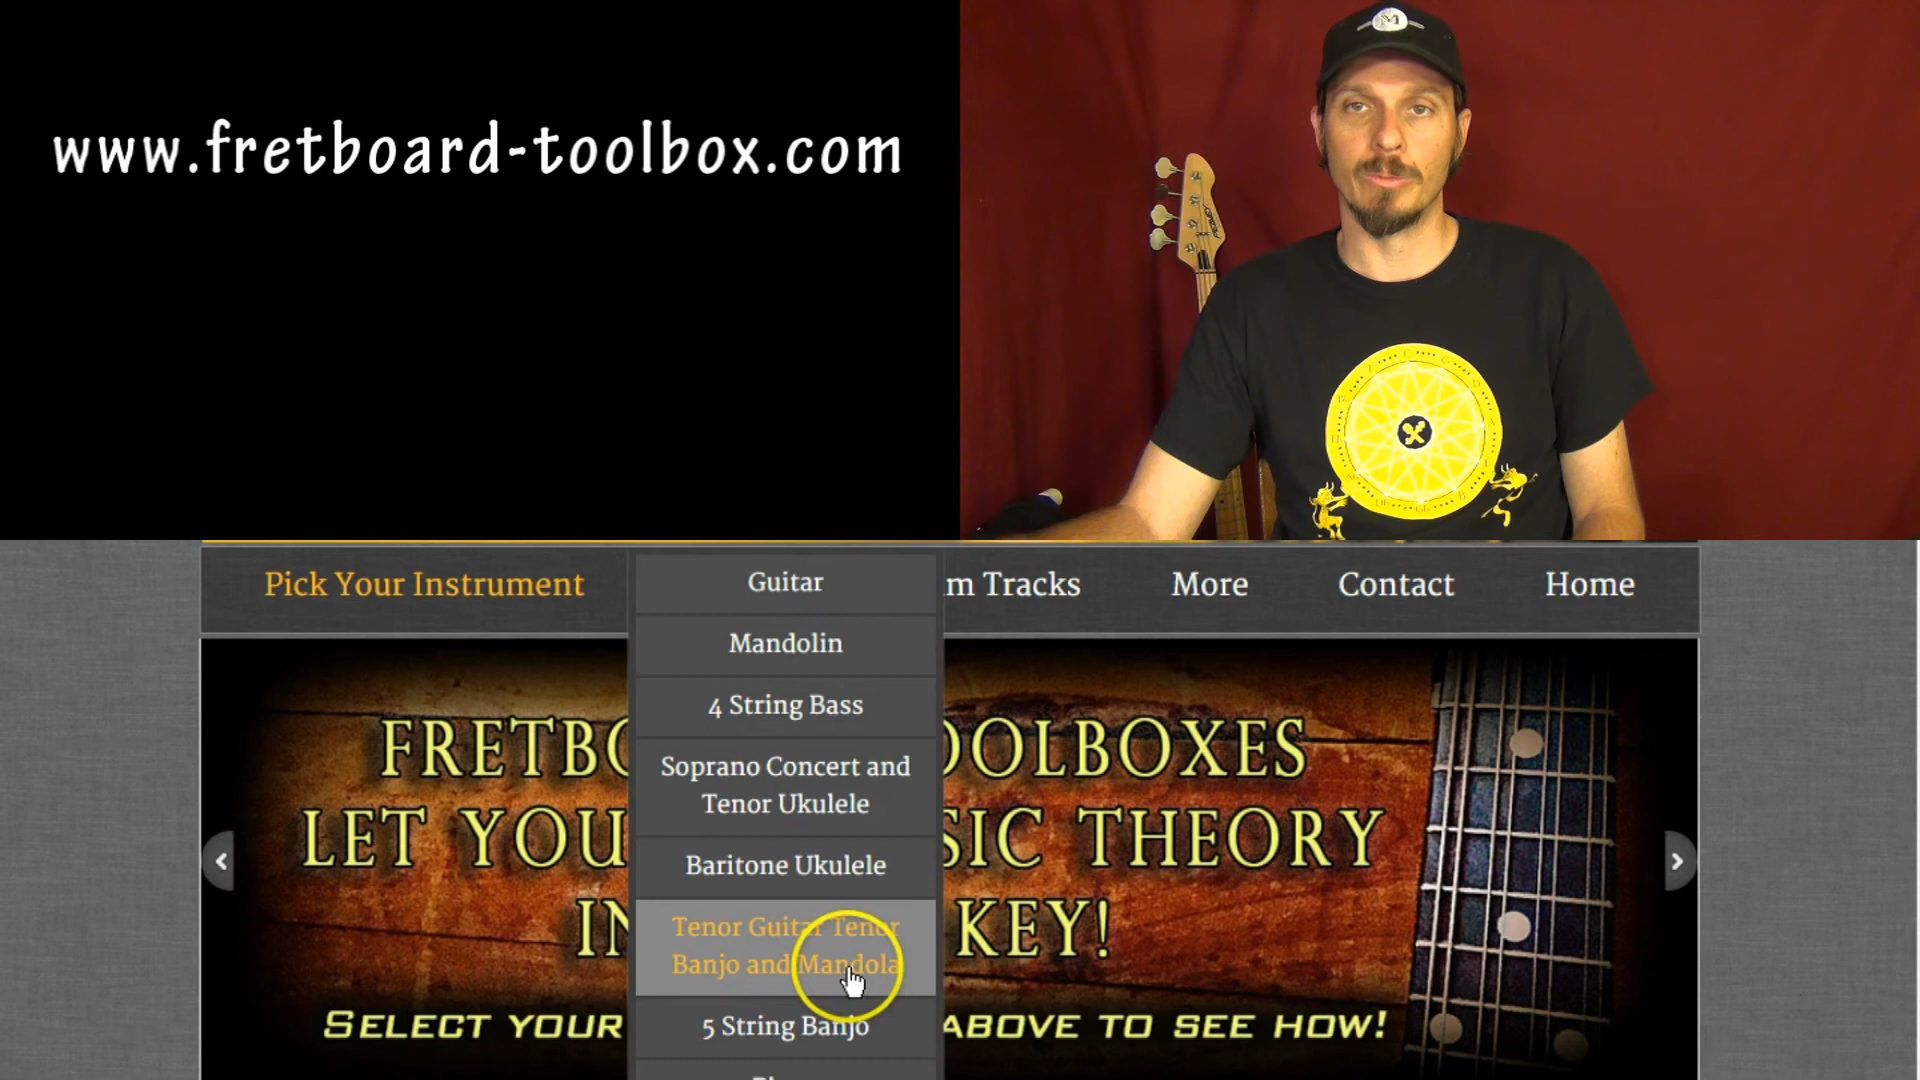 www.fretboard-toolbox.com
M
PEAVEY
Pick Your Instrument
m Tracks
More
Contact
Home
Guitar
Mandolin
4 String Bass
Soprano Concert and
Tenor Ukulele
Baritone Ukulele
Tenor Guitar Tenor
Banjo and Mandola
5 String Banjo
FRETBO OOLBOXES
LET YOU SIC THEORY
IN KEY!
SELECT YOUR ABOVE TO SEE HOW!